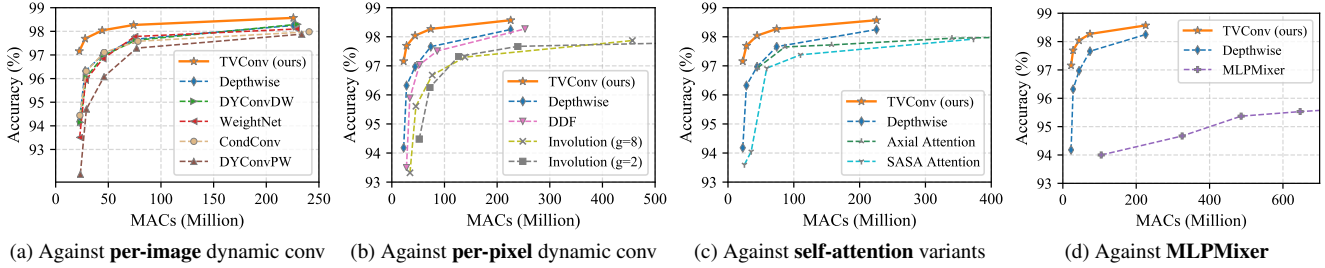 99
98
97
96
95
94
93
Accuracy (%)
TVConv (ours)
Depthwise
DYConvDW
WeightNet
CondConv
DYConvPW
0
50
100
150
200
250
MACs (Million)
(a) Against per-image dynamic conv
99
98
97
96
95
94
93
Accuracy (%)
TVConv (ours)
Depthwise
DDF
Involution (g=8)
Involution (g=2)
0
100
200
300
400
500
MACs (Million)
(b) Against per-pixel dynamic conv
99
98
97
96
95
94
93
Accuracy (%)
TVConv (ours)
Depthwise
Axial Attention
SASA Attention
0
100
200
300
400
MACs (Million)
(c) Against self-attention variants
99
98
97
96
95
94
93
Accuracy (%)
TVConv (ours)
Depthwise
MLPMixer
0
200
400
600
MACs (Million)
(d) Against MLPMixer